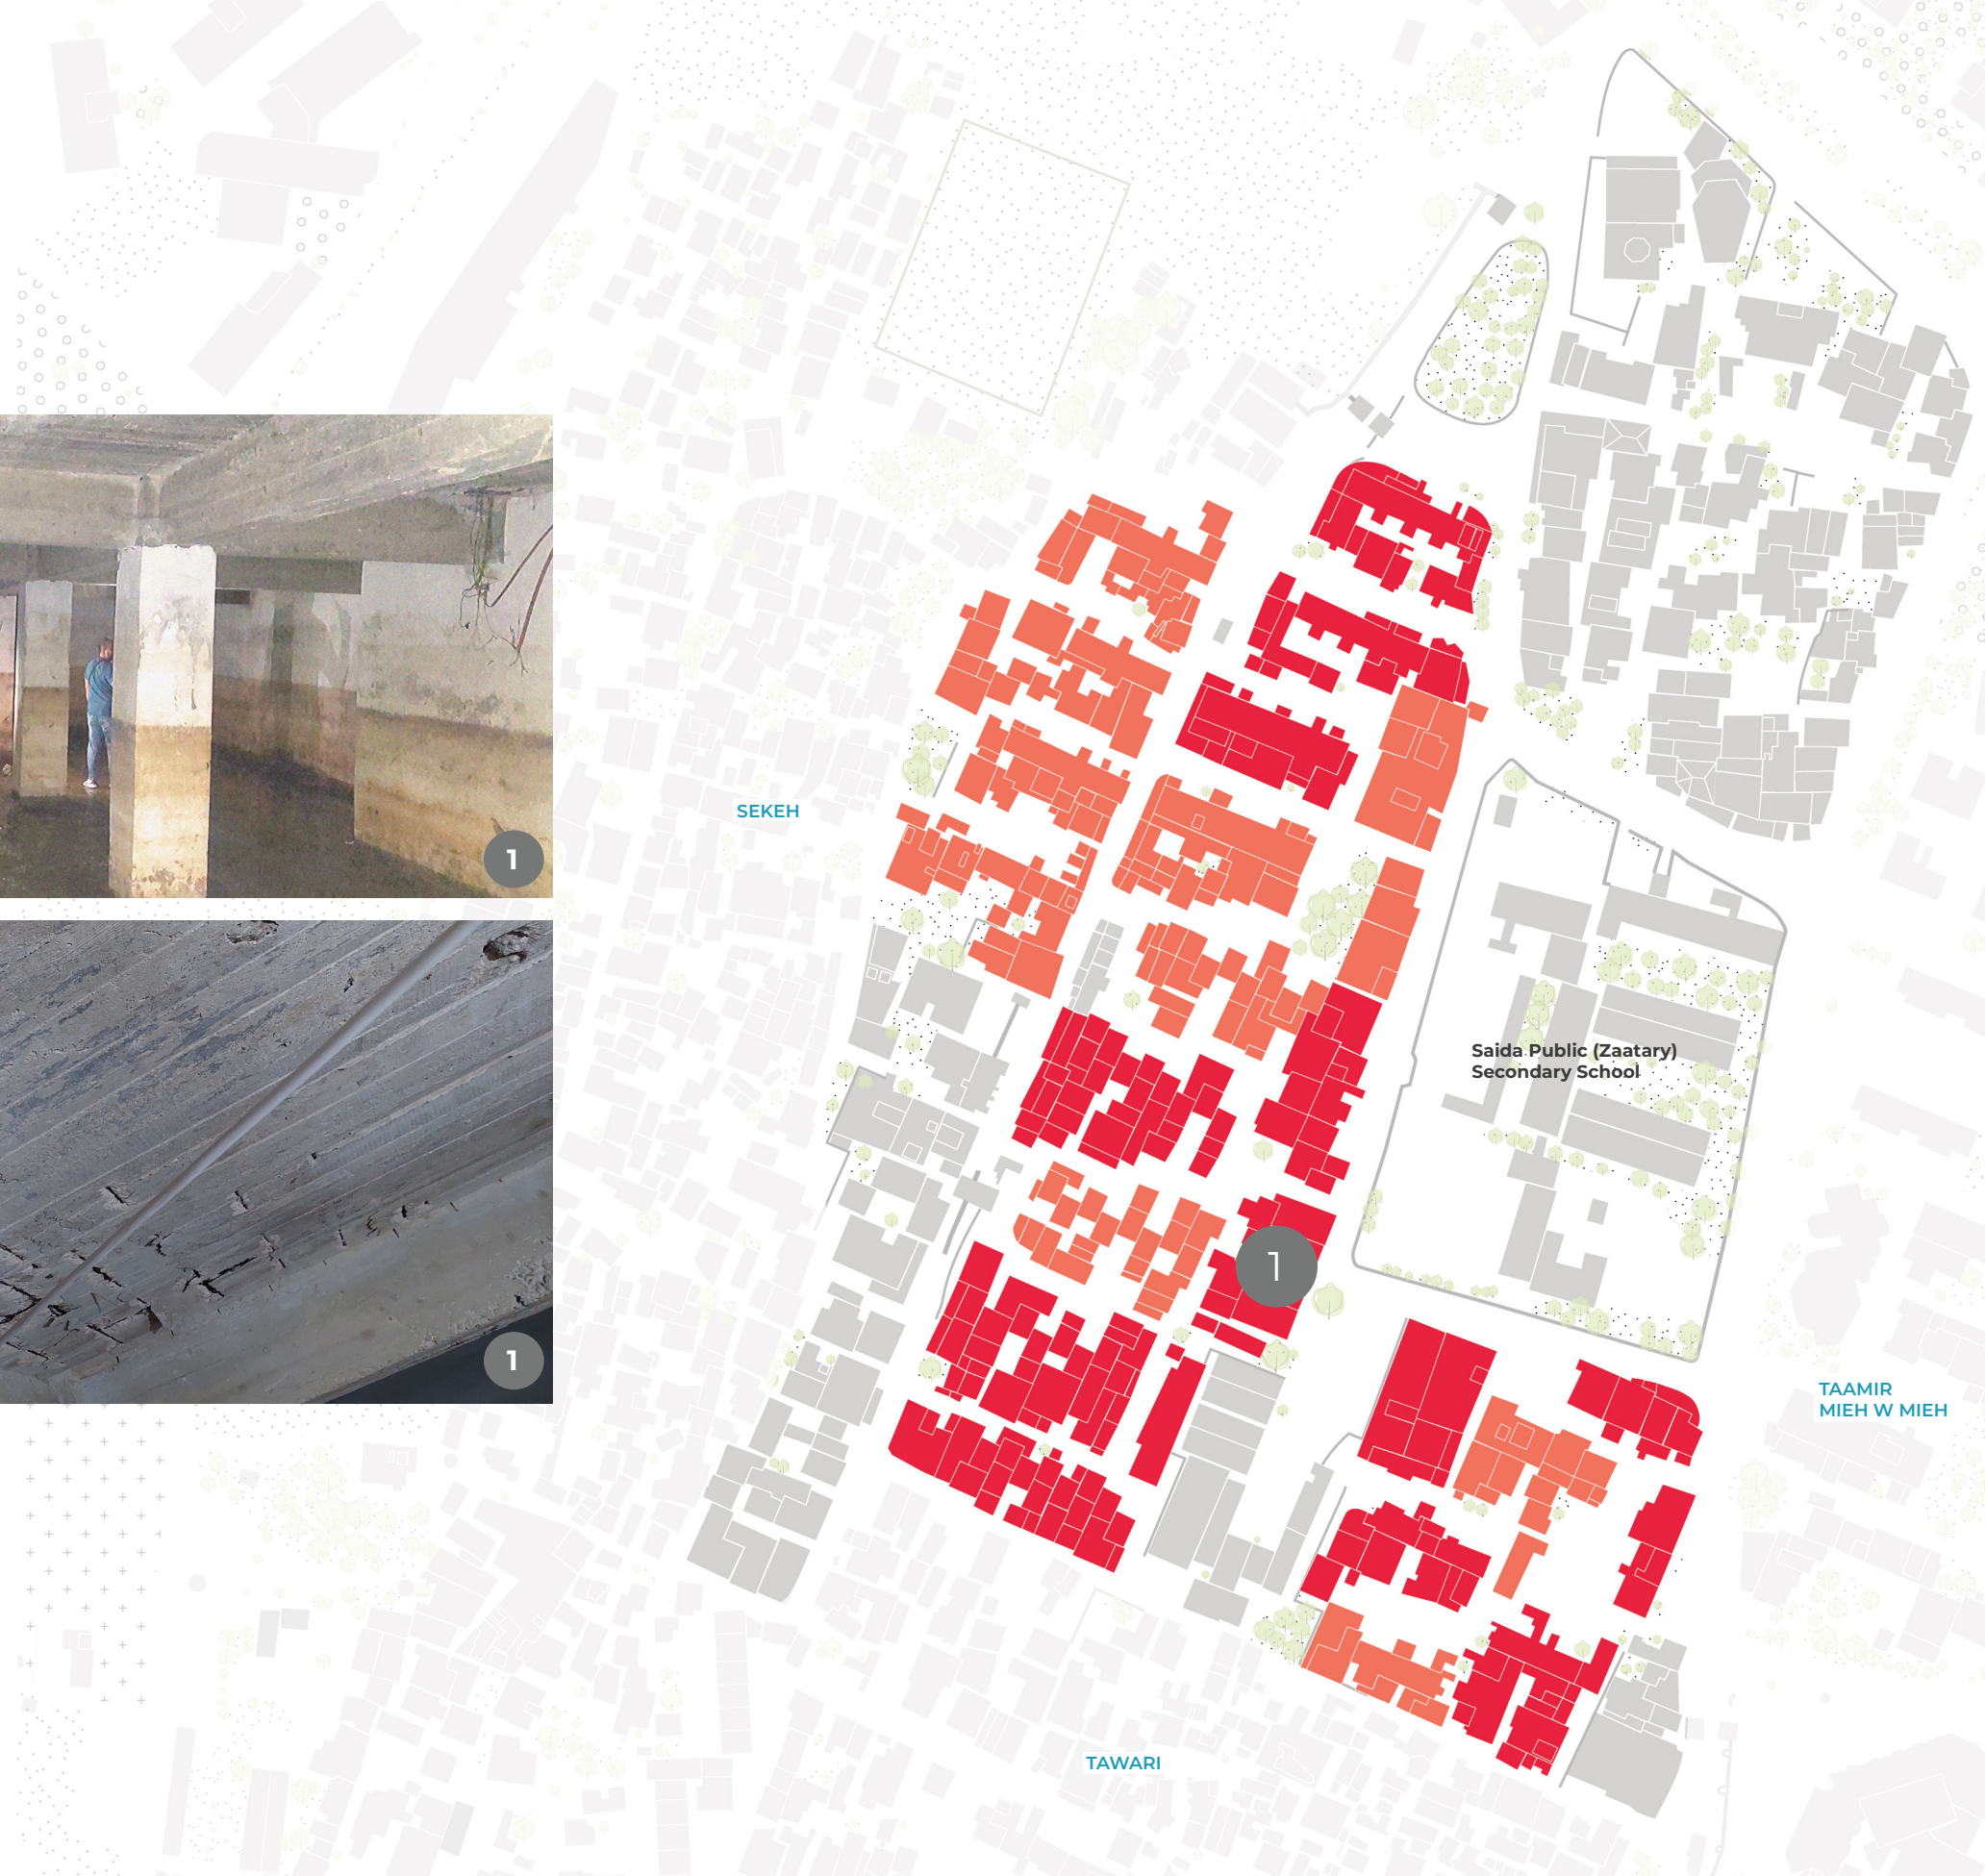 SEKEH
1
1
Saida Public (Zaatary)
Secondary School
1
TAAMIR
MIEH W MIEH
TAWARI